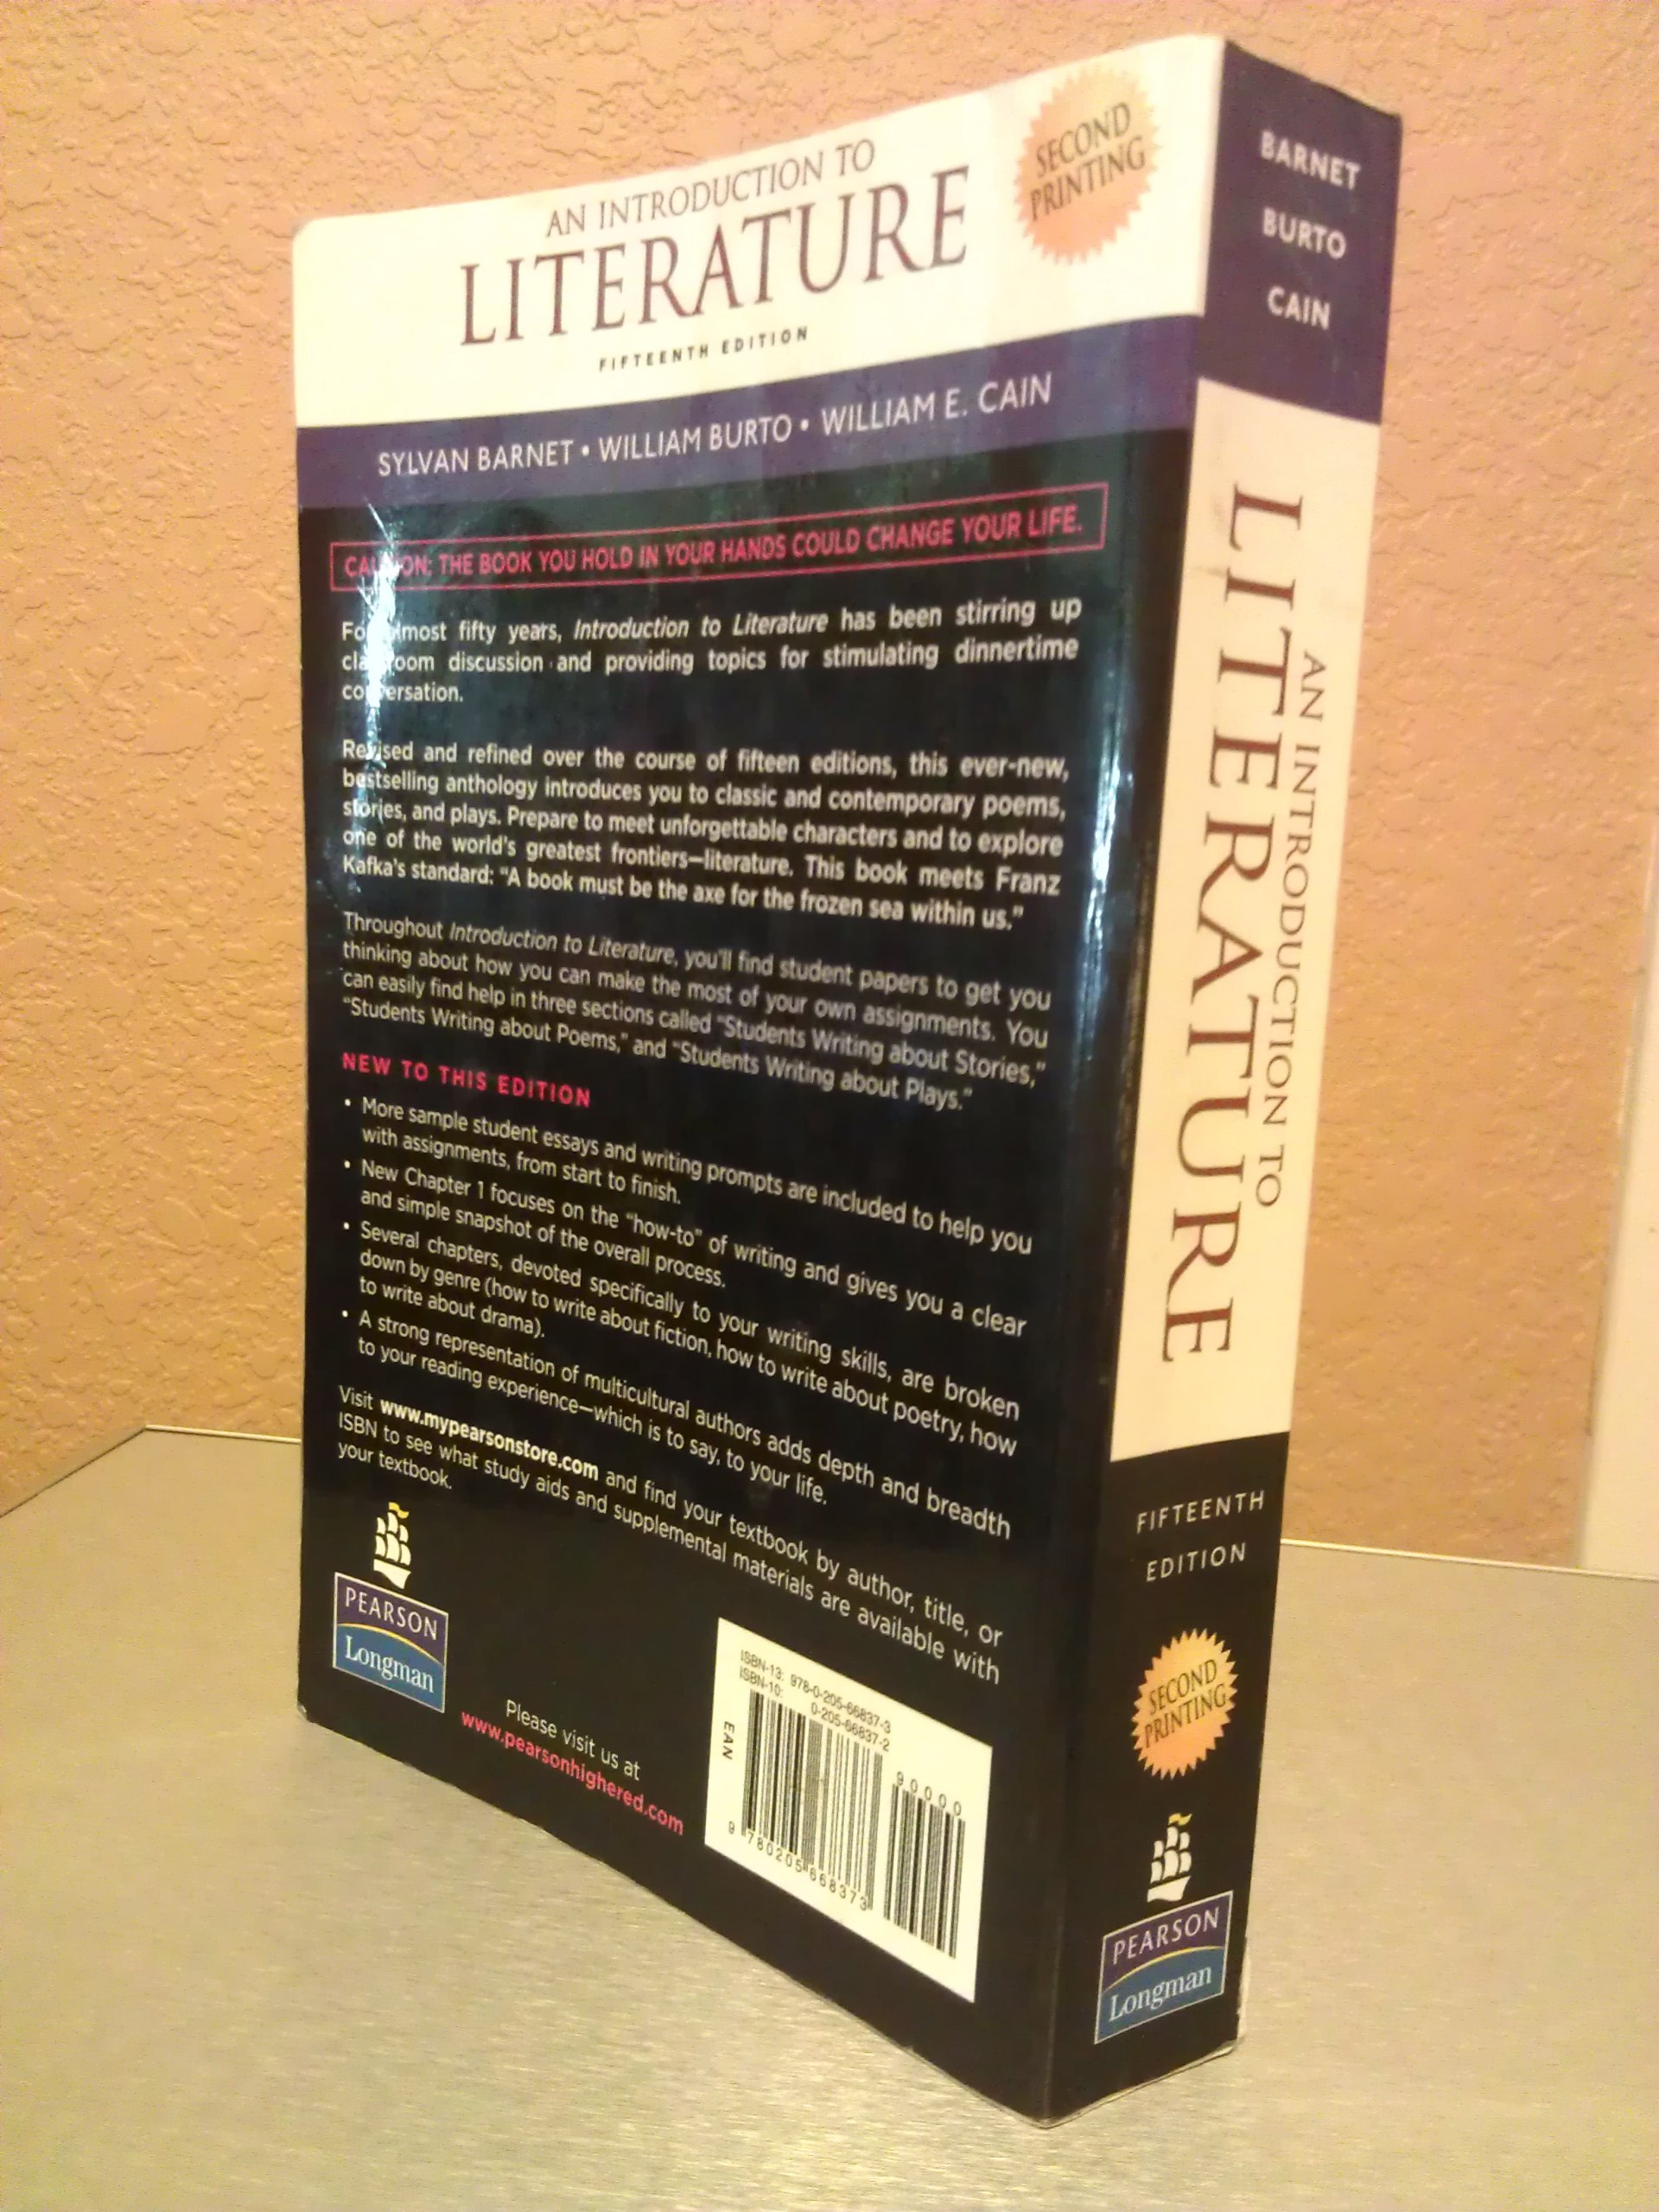 AN INTRODUCTION TO
LITERATURE
FIFTEENTH EDITION
SECOND
PRINTING
SYLVAN BARNET • WILLIAM BURTO • WILLIAM E. CAIN
CAUTION: THE BOOK YOU HOLD IN YOUR HANDS COULD CHANGE YOUR LIFE.
For almost fifty years, Introduction to Literature has been stirring up
classroom discussion and providing topics for stimulating dinnertime
conversation.
Revised and refined over the course of fifteen editions, this ever-new,
bestselling anthology introduces you to classic and contemporary poems,
stories, and plays. Prepare to meet unforgettable characters and to explore
one of the world's greatest frontiers—literature. This book meets Franz
Kafka's standard: "A book must be the axe for the frozen sea within us."
Throughout Introduction to Literature, you'll find student papers to get you
thinking about how you can make the most of your own assignments. You
can easily find help in three sections called "Students Writing about Stories,"
"Students Writing about Poems," and "Students Writing about Plays."
NEW TO THIS EDITION
• More sample student essays and writing prompts are included to help you
with assignments, from start to finish.
• New Chapter 1 focuses on the "how-to" of writing and gives you a clear
and simple snapshot of the overall process.
• Several chapters, devoted specifically to your writing skills, are broken
down by genre (how to write about fiction, how to write about poetry, how
to write about drama).
• A strong representation of multicultural authors adds depth and breadth
to your reading experience—which is to say, to your life.
Visit www.mypearsonstore.com and find your textbook by author, title, or
ISBN to see what study aids and supplemental materials are available with
your textbook.
PEARSON
Longman
Please visit us at
www.pearsonhighered.com
ISBN-13: 978-0-205-66837-3
ISBN-10: 0-205-66837-2
EAN
90000
9 780205 668373
BARNET
BURTO
CAIN
AN INTRODUCTION TO
LITERATURE
FIFTEENTH
EDITION
SECOND
PRINTING
PEARSON
Longman